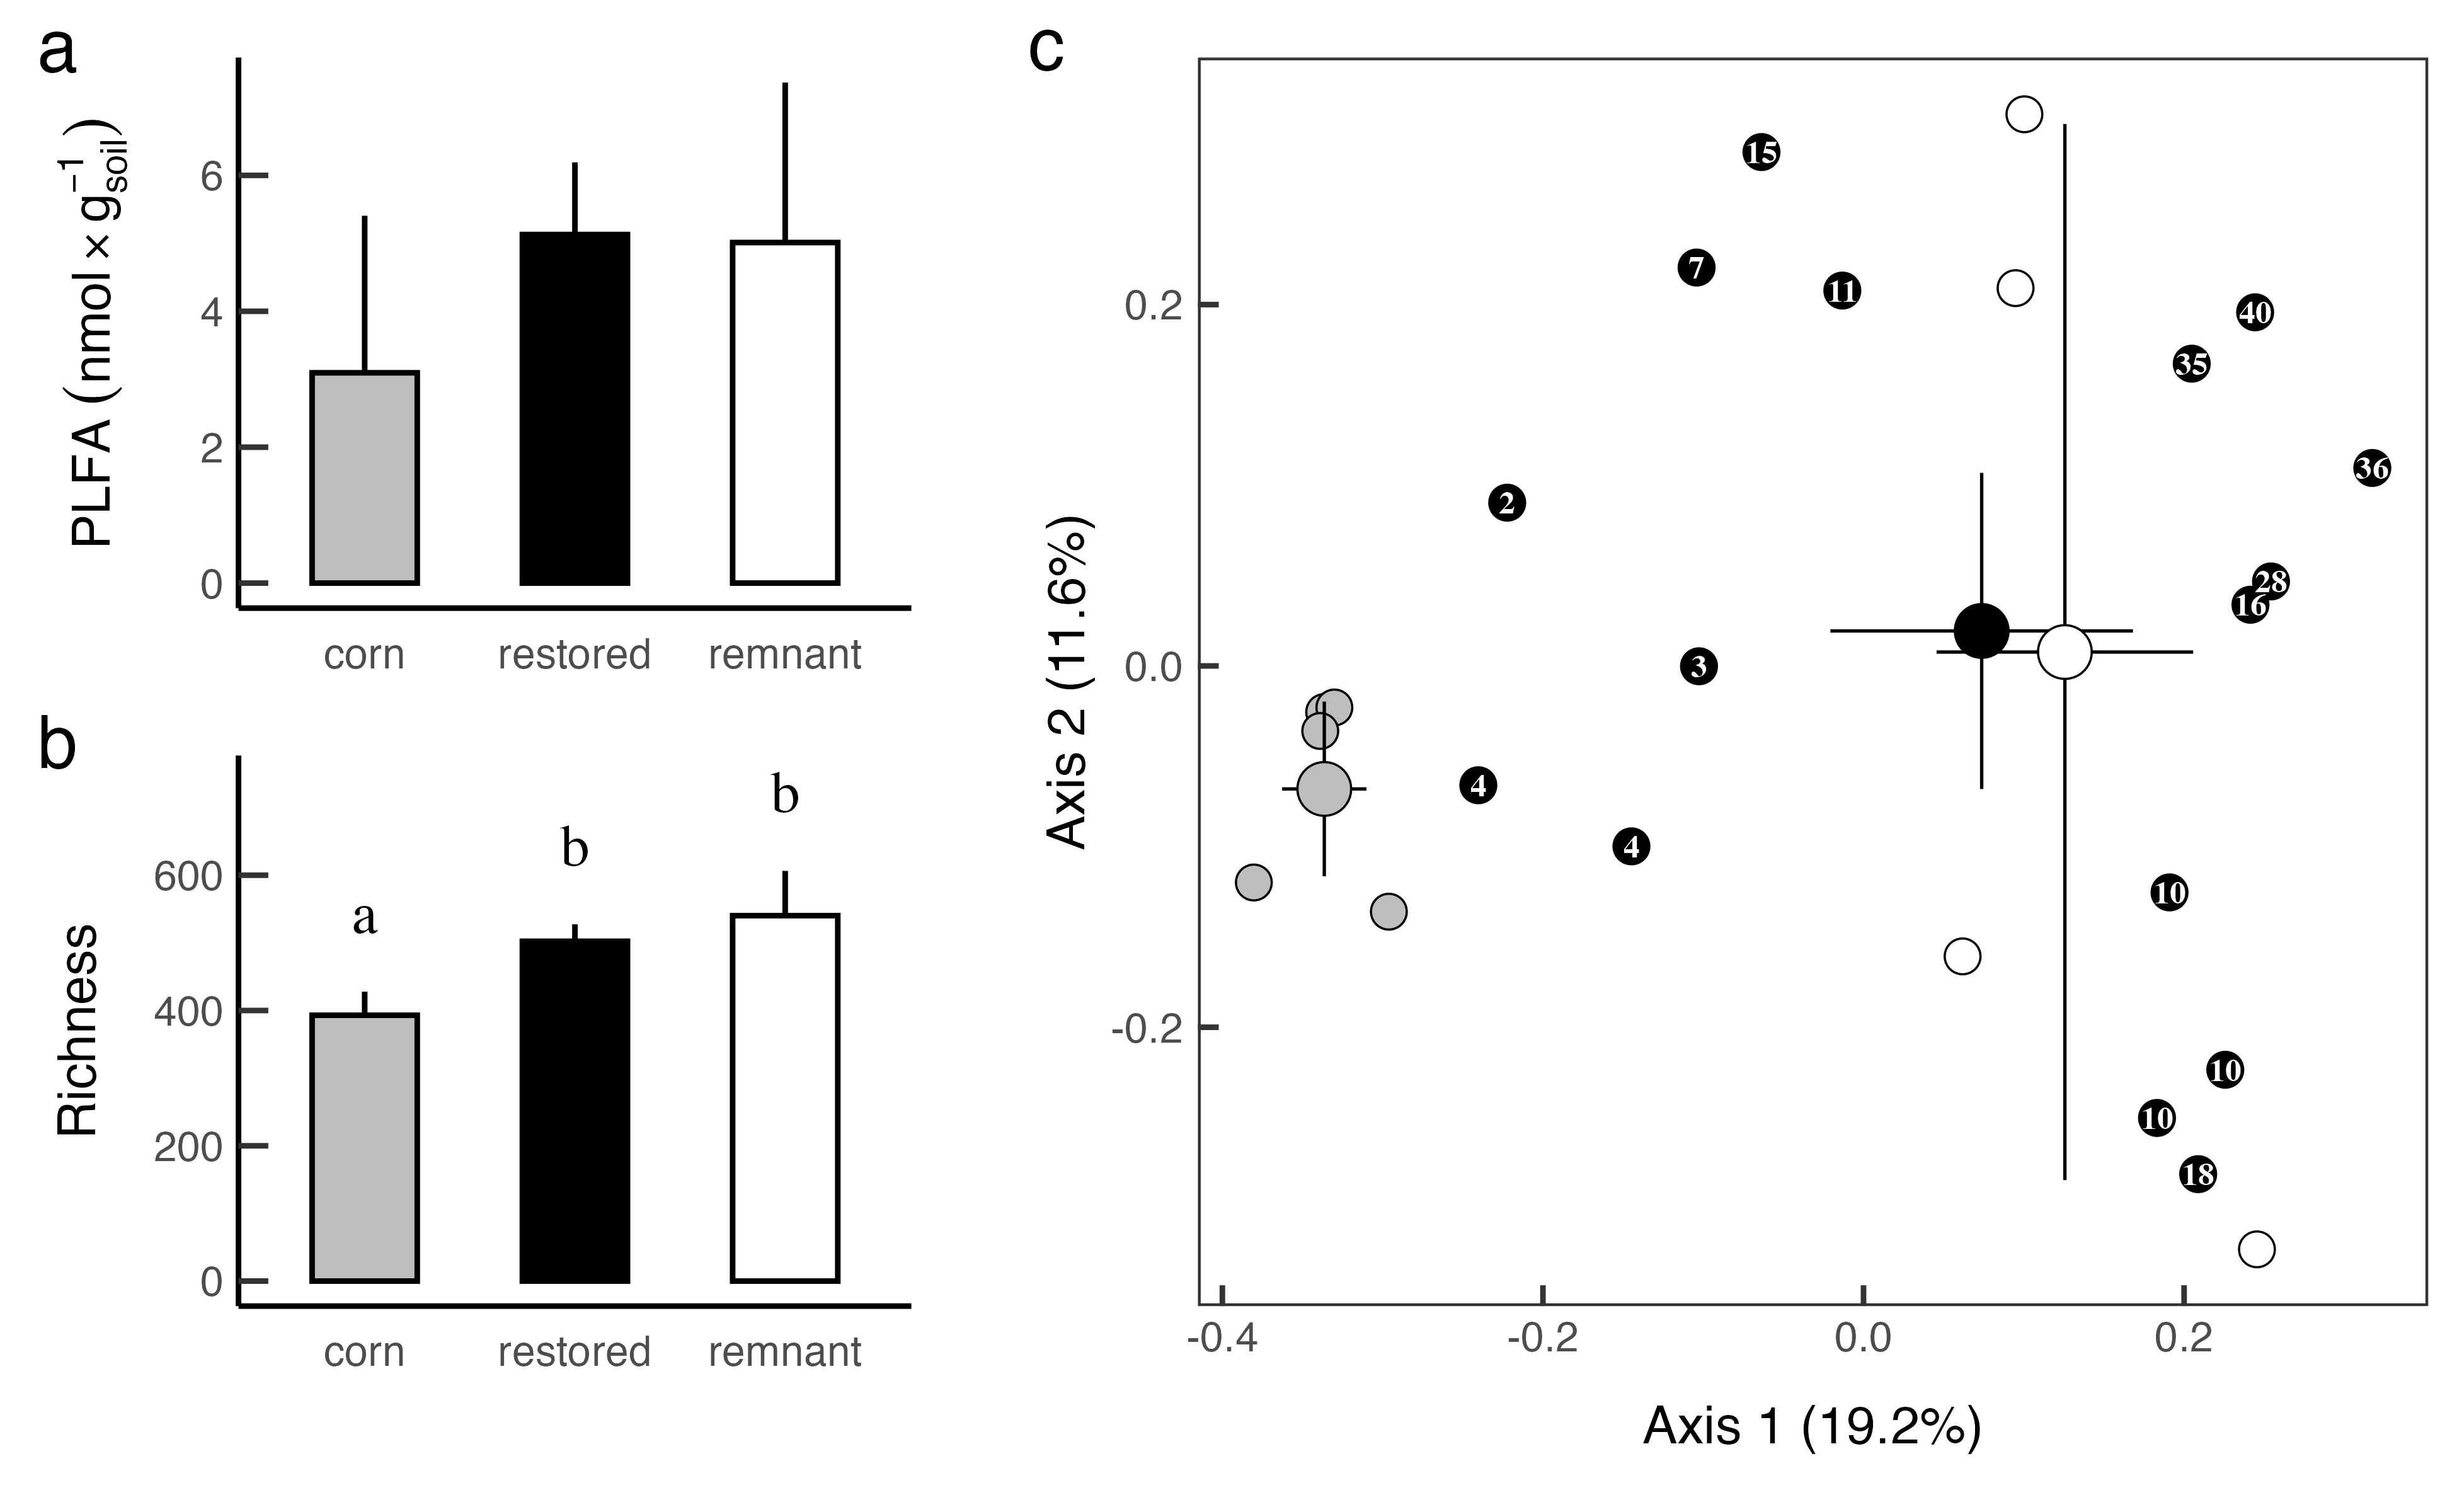 a
PLFA (nmol × g⁻¹soil)
6
4
2
0
corn restored remnant
b
Richness
600
400
200
0
a
b
b
corn restored remnant
c
Axis 2 (11.6%)
0.2
0.0
-0.2
15
7
11
40
35
36
2
28
16
3
4
4
10
10
10
18
-0.4 -0.2 0.0 0.2
Axis 1 (19.2%)